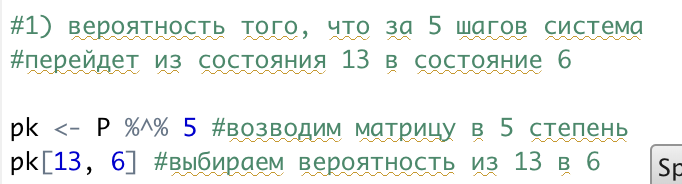 #1) вероятность того, что за 5 шагов система
#перейдет из состояния 13 в состояние 6
pk <- P %^% 5 #возводим матрицу в 5 степень
pk[13, 6] #выбираем вероятность из 13 в 6
Sp